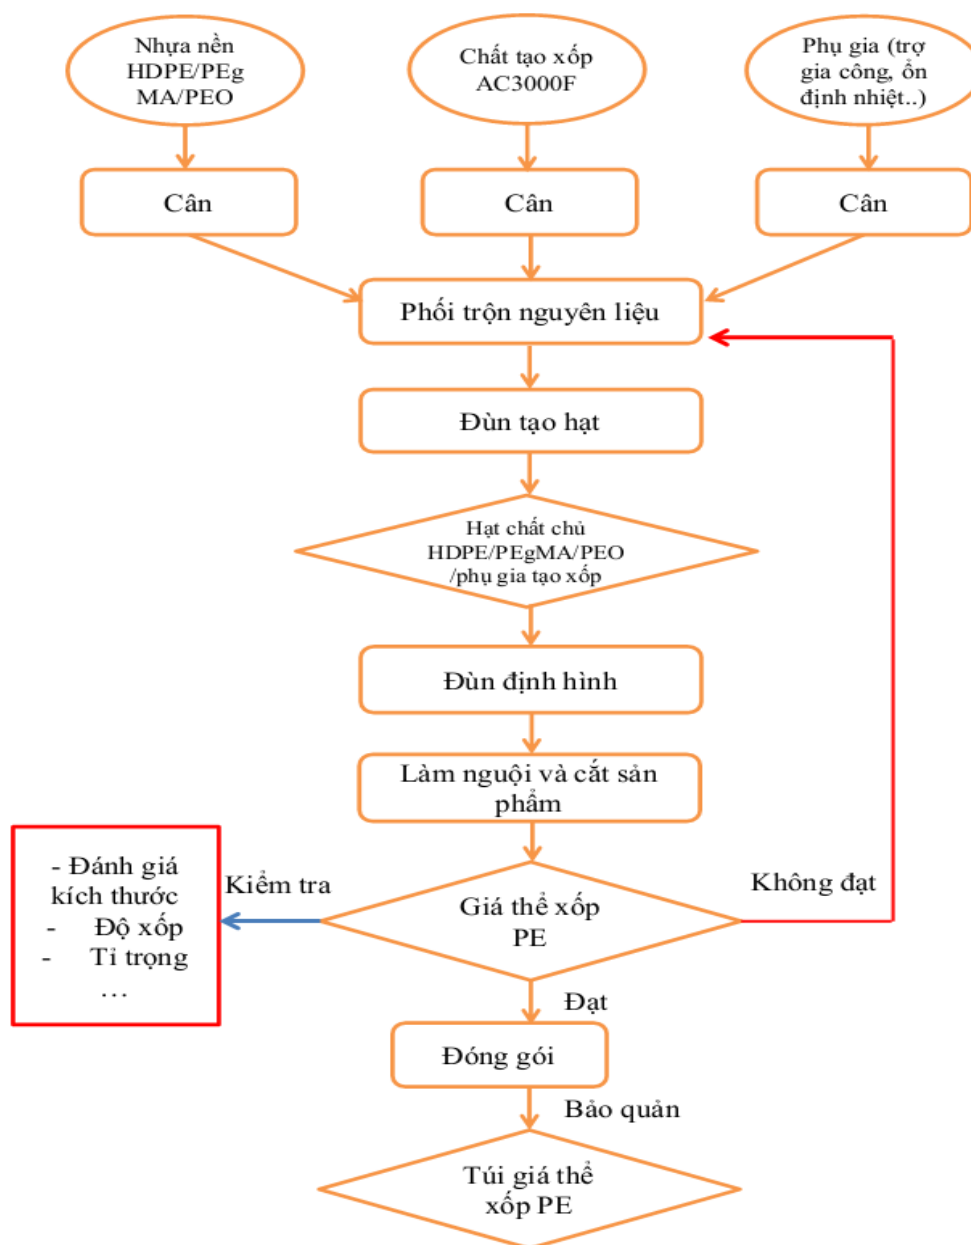 Nhựa nền
HDPE/PEg
MA/PEO
Chất tạo xốp
AC3000F
Phụ gia (trợ
gia công, ổn
định nhiệt..)
Cân
Cân
Cân
Phối trộn nguyên liệu
Đùn tạo hạt
Hạt chất chủ
HDPE/PEgMA/PEO
/phụ gia tạo xốp
Đùn định hình
Làm nguội và cắt sản
phẩm
- Đánh giá
kích thước
- Độ xốp
- Tỉ trọng
…
Kiểm tra
Giá thể xốp
PE
Không đạt
Đạt
Đóng gói
Bảo quản
Túi giá thể
xốp PE